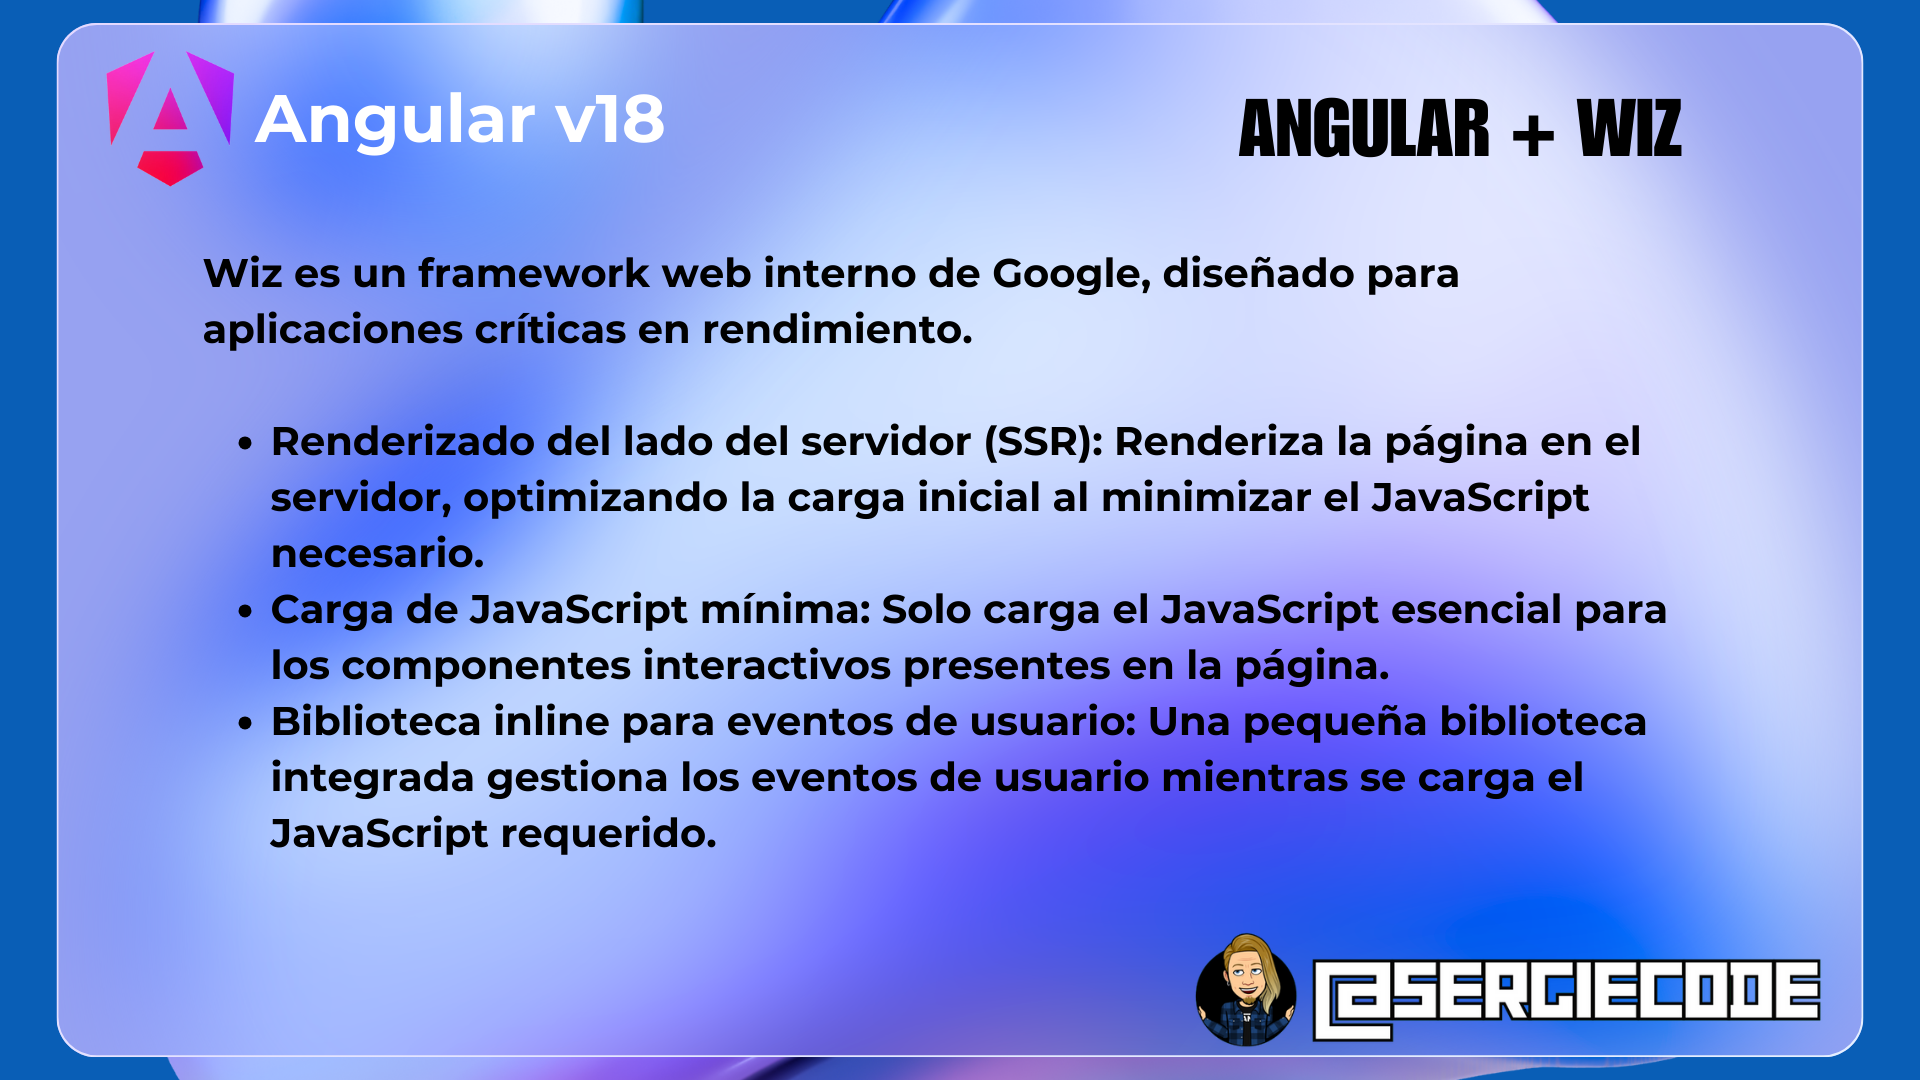 Angular v18
ANGULAR + WIZ
Wiz es un framework web interno de Google, diseñado para
aplicaciones críticas en rendimiento.
• Renderizado del lado del servidor (SSR): Renderiza la página en el
servidor, optimizando la carga inicial al minimizar el JavaScript
necesario.
• Carga de JavaScript mínima: Solo carga el JavaScript esencial para
los componentes interactivos presentes en la página.
• Biblioteca inline para eventos de usuario: Una pequeña biblioteca
integrada gestiona los eventos de usuario mientras se carga el
JavaScript requerido.
@SERGIECODE